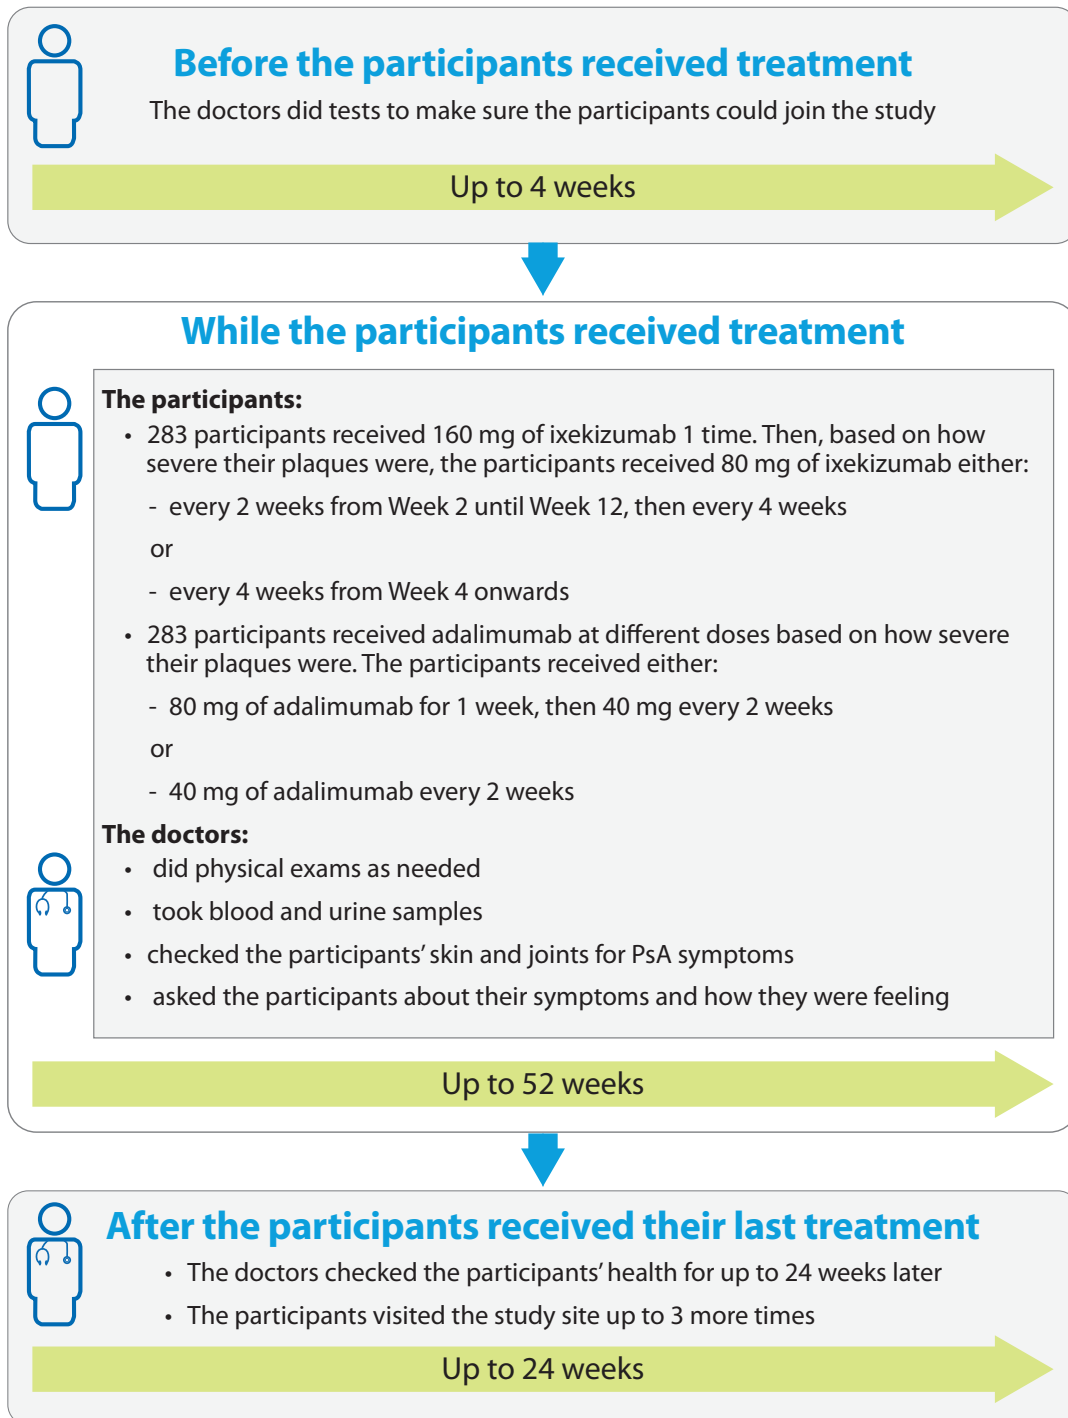 Before the participants received treatment
The doctors did tests to make sure the participants could join the study
Up to 4 weeks
While the participants received treatment
The participants:
• 283 participants received 160 mg of ixekizumab 1 time. Then, based on how
severe their plaques were, the participants received 80 mg of ixekizumab either:
- every 2 weeks from Week 2 until Week 12, then every 4 weeks
or
- every 4 weeks from Week 4 onwards
• 283 participants received adalimumab at different doses based on how severe
their plaques were. The participants received either:
- 80 mg of adalimumab for 1 week, then 40 mg every 2 weeks
or
- 40 mg of adalimumab every 2 weeks
The doctors:
• did physical exams as needed
• took blood and urine samples
• checked the participants’ skin and joints for PsA symptoms
• asked the participants about their symptoms and how they were feeling
Up to 52 weeks
After the participants received their last treatment
• The doctors checked the participants’ health for up to 24 weeks later
• The participants visited the study site up to 3 more times
Up to 24 weeks